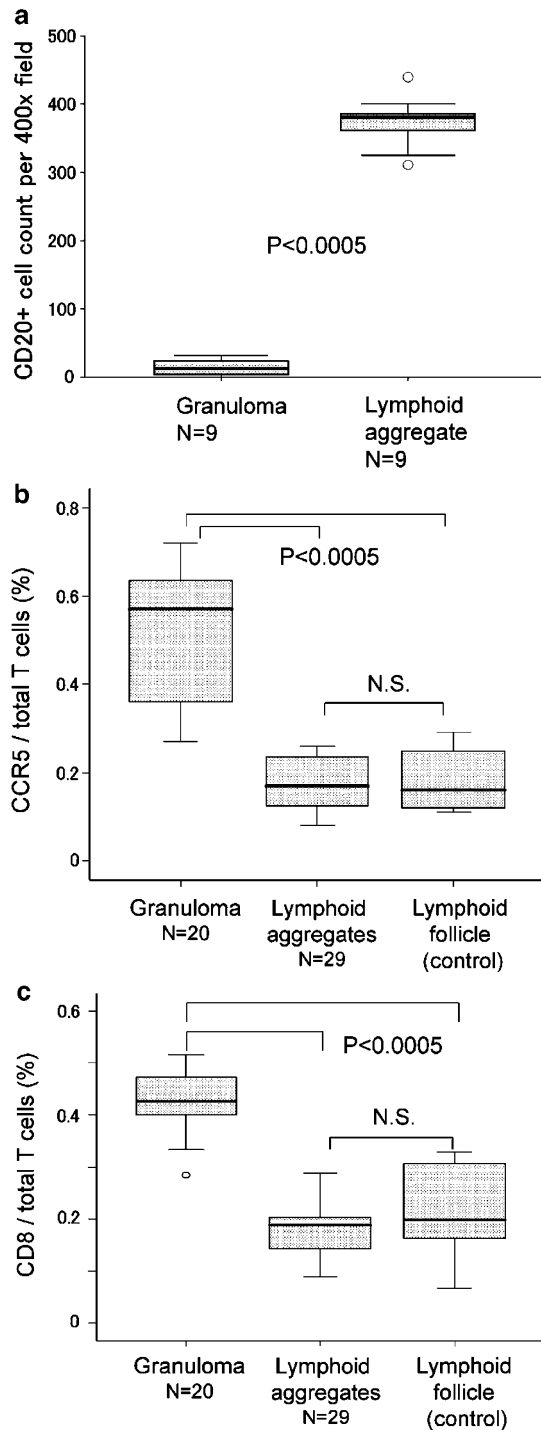 a
CD20+ cell count per 400x field
500
400
300
200
100
0
P<0.0005
Granuloma
N=9
Lymphoid
aggregate
N=9
b
CCR5 / total T cells (%)
0.8
0.6
0.4
0.2
0
P<0.0005
N.S.
Granuloma
N=20
Lymphoid
aggregates
N=29
Lymphoid
follicle
(control)
c
CD8 / total T cells (%)
0.6
0.4
0.2
0
P<0.0005
N.S.
Granuloma
N=20
Lymphoid
aggregates
N=29
Lymphoid
follicle
(control)